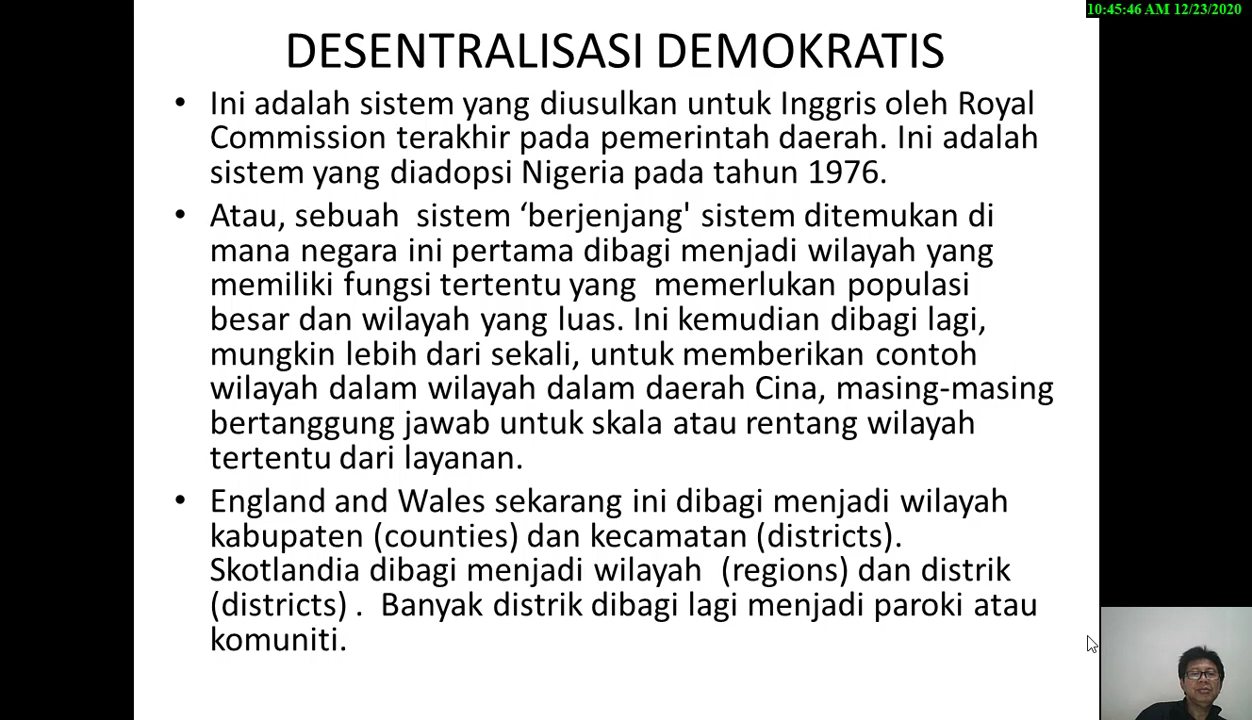 10:45:46 AM 12/23/2020
DESENTRALISASI DEMOKRATIS
• Ini adalah sistem yang diusulkan untuk Inggris oleh Royal
Commission terakhir pada pemerintah daerah. Ini adalah
sistem yang diadopsi Nigeria pada tahun 1976.
• Atau, sebuah  sistem ‘berjenjang' sistem ditemukan di
mana negara ini pertama dibagi menjadi wilayah yang
memiliki fungsi tertentu yang  memerlukan populasi
besar dan wilayah yang luas. Ini kemudian dibagi lagi,
mungkin lebih dari sekali, untuk memberikan contoh
wilayah dalam wilayah dalam daerah Cina, masing-masing
bertanggung jawab untuk skala atau rentang wilayah
tertentu dari layanan.
• England and Wales sekarang ini dibagi menjadi wilayah
kabupaten (counties) dan kecamatan (districts).
Skotlandia dibagi menjadi wilayah  (regions) dan distrik
(districts) .  Banyak distrik dibagi lagi menjadi paroki atau
komuniti.